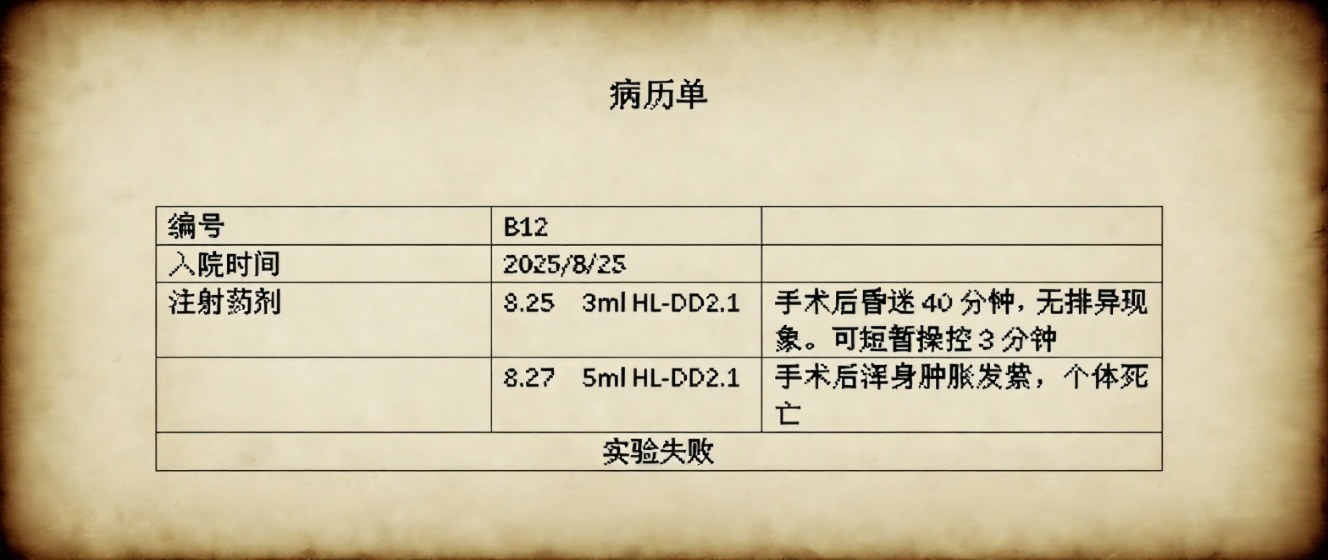 病历单
编号 B12
入院时间 2025/8/25
注射药剂 8.25 3ml HL-DD2.1 手术后昏迷 40 分钟，无排异现
象。可短暂操控 3 分钟
8.27 5ml HL-DD2.1 手术后浑身肿胀发紫，个体死
亡
实验失败